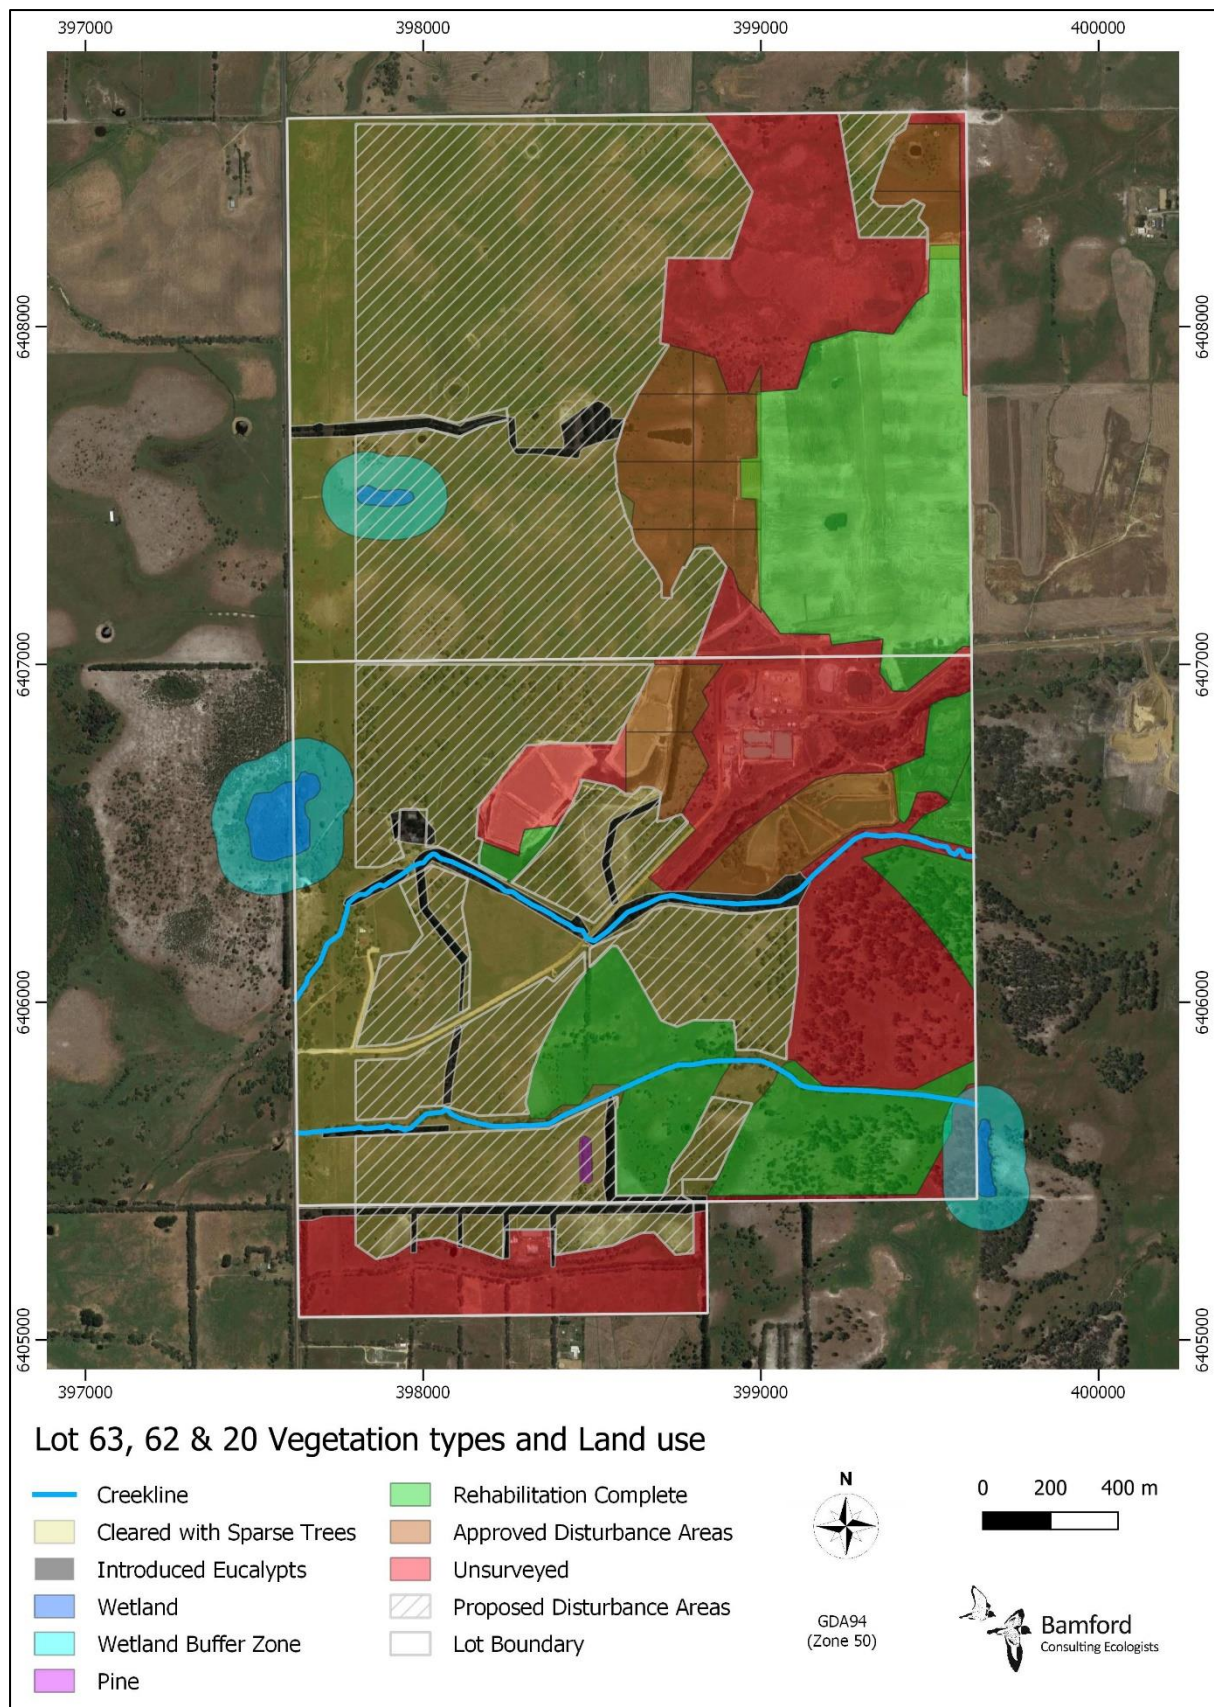 397000 398000 399000 400000
6408000 6408000
6407000 6407000
6406000 6406000
6405000 6405000
397000 398000 399000 400000
Lot 63, 62 & 20 Vegetation types and Land use
Creekline
Cleared with Sparse Trees
Introduced Eucalypts
Wetland
Wetland Buffer Zone
Pine
Rehabilitation Complete
Approved Disturbance Areas
Unsurveyed
Proposed Disturbance Areas
Lot Boundary
N
GDA94
(Zone 50)
0 200 400 m
Bamford
Consulting Ecologists